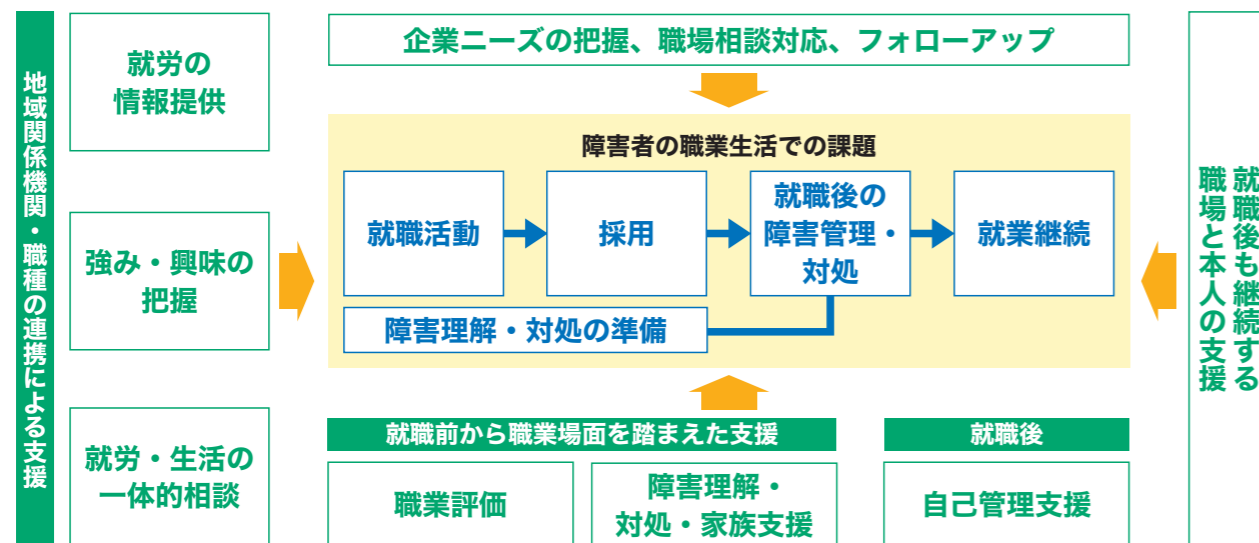 地域関係機関・職種の連携による支援
就労の
情報提供
強み・興味の
把握
就労・生活の
一体的相談
企業ニーズの把握、職場相談対応、フォローアップ
障害者の職業生活での課題
就職活動
採用
就職後の
障害管理・
対処
就業継続
障害理解・対処の準備
就職前から職業場面を踏まえた支援
職業評価
障害理解・
対処・家族支援
就職後
自己管理支援
就職後も継続する
職場と本人の支援